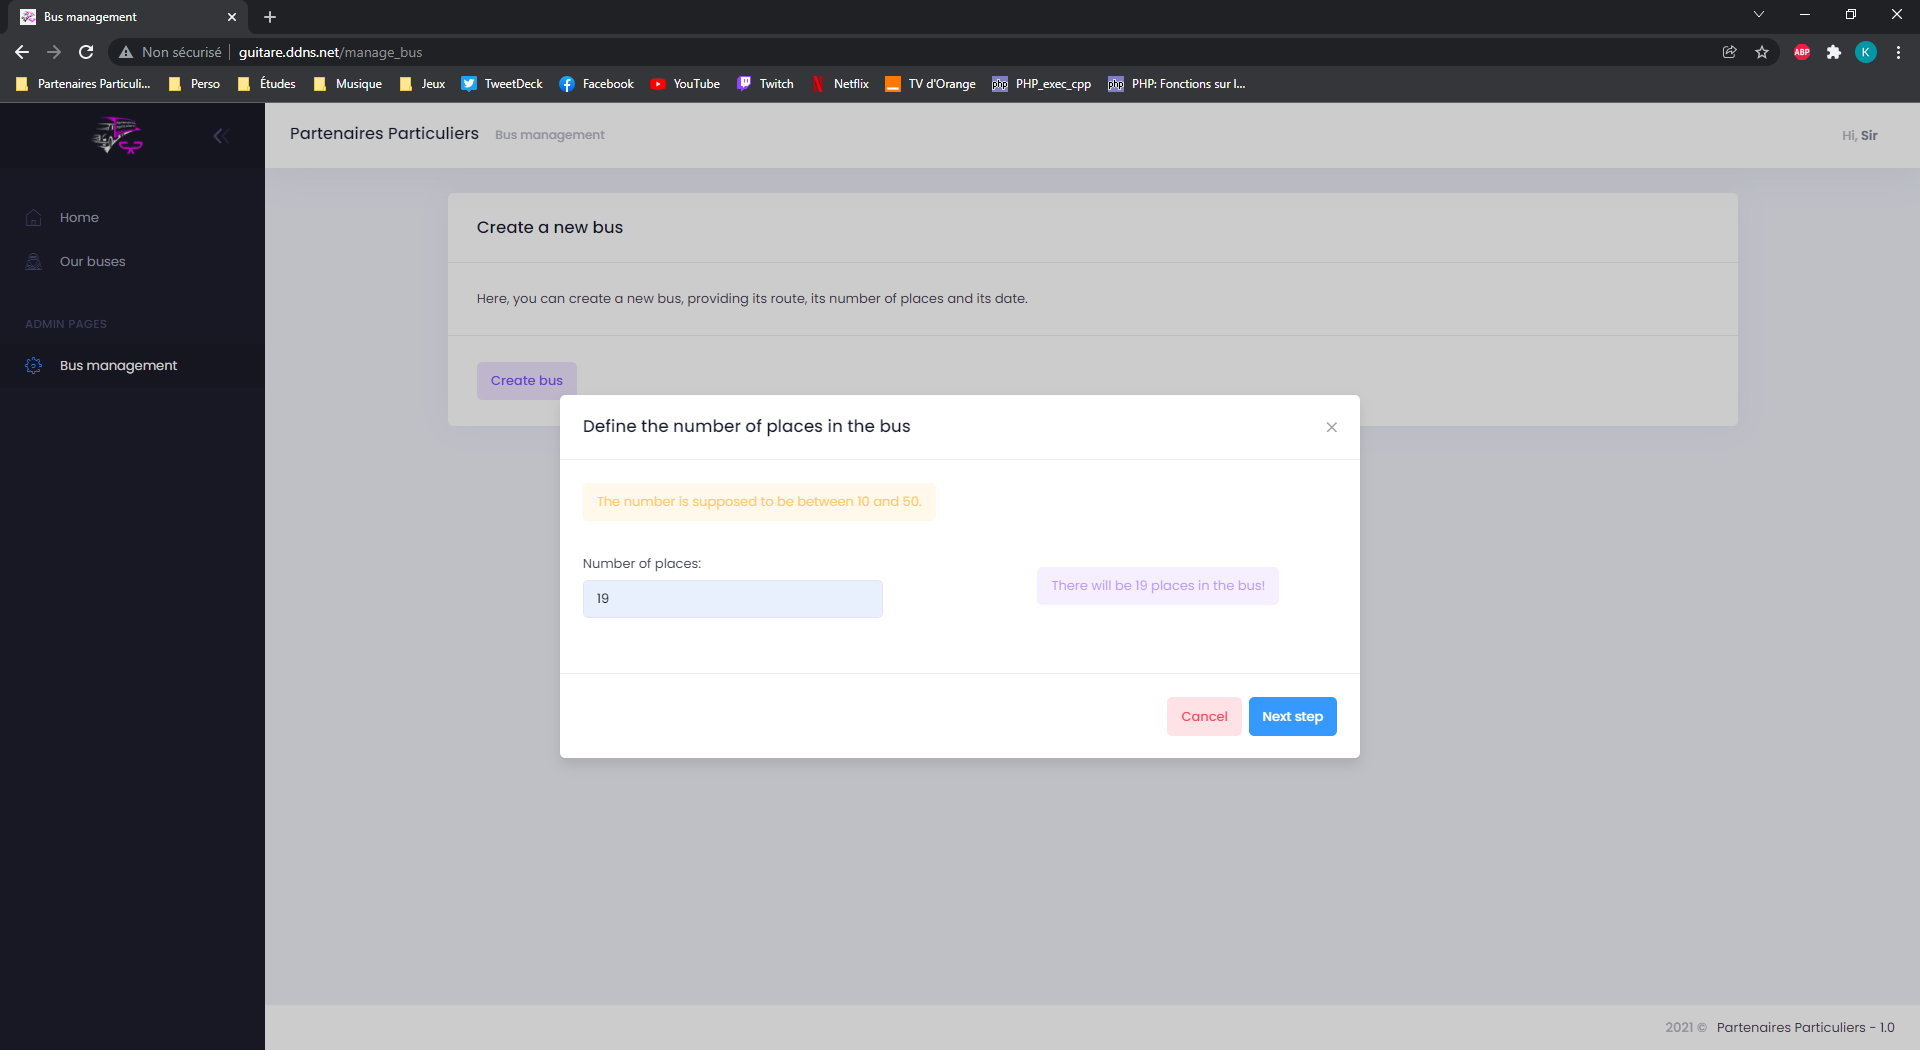 Bus management
Non sécurisé
guitare.ddns.net/manage_bus
ABP
K
Partenaires Particuli...
Perso
Études
Musique
Jeux
TweetDeck
Facebook
YouTube
Twitch
Netflix
TV d'Orange
php
PHP_exec_cpp
php
PHP: Fonctions sur l...
Partenaires Particuliers
Bus management
Hi, Sir
Home
Our buses
ADMIN PAGES
Bus management
Create a new bus
Here, you can create a new bus, providing its route, its number of places and its date.
Create bus
Define the number of places in the bus
The number is supposed to be between 10 and 50.
Number of places:
19
There will be 19 places in the bus!
Cancel
Next step
2021 © Partenaires Particuliers - 1.0